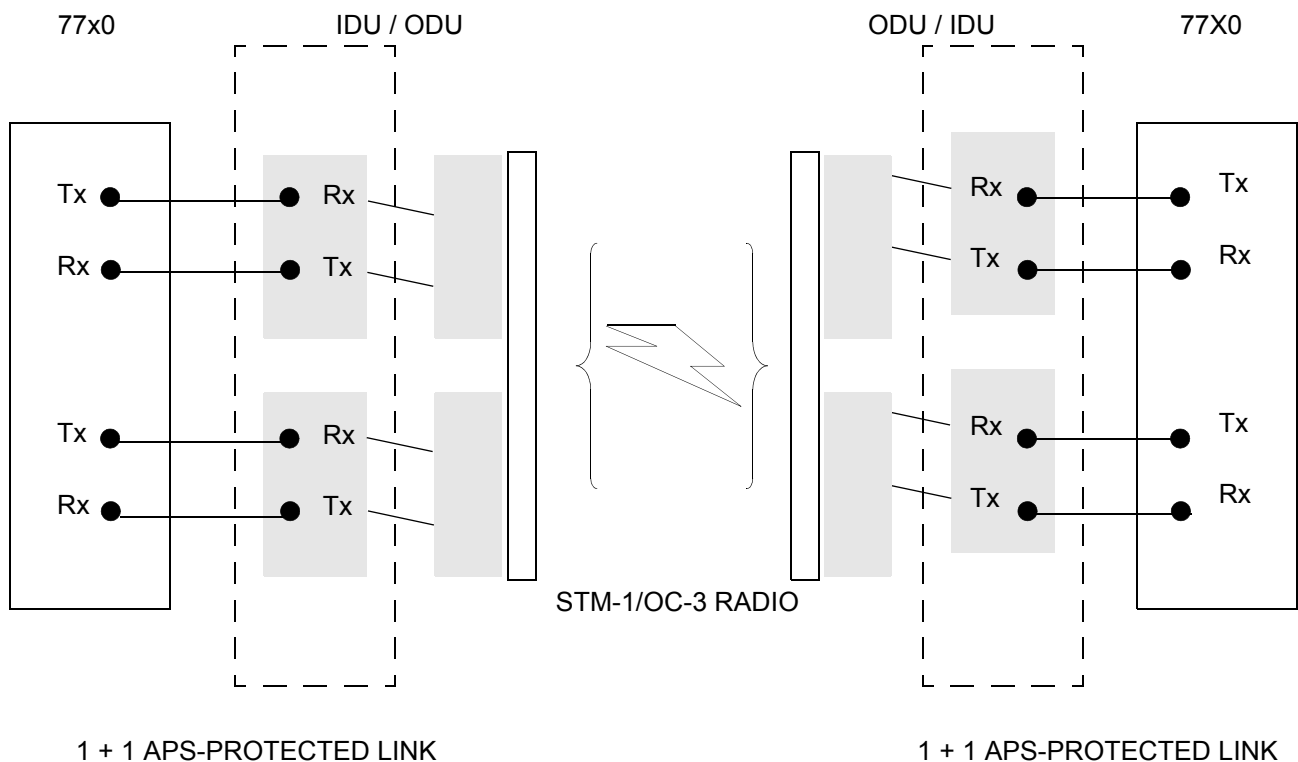 77x0
IDU / ODU
ODU / IDU
77X0
Tx
Rx
Rx
Tx
Rx
Tx
Tx
Rx
Tx
Rx
Rx
Tx
Rx
Tx
Tx
Rx
STM-1/OC-3 RADIO
1 + 1 APS-PROTECTED LINK
1 + 1 APS-PROTECTED LINK